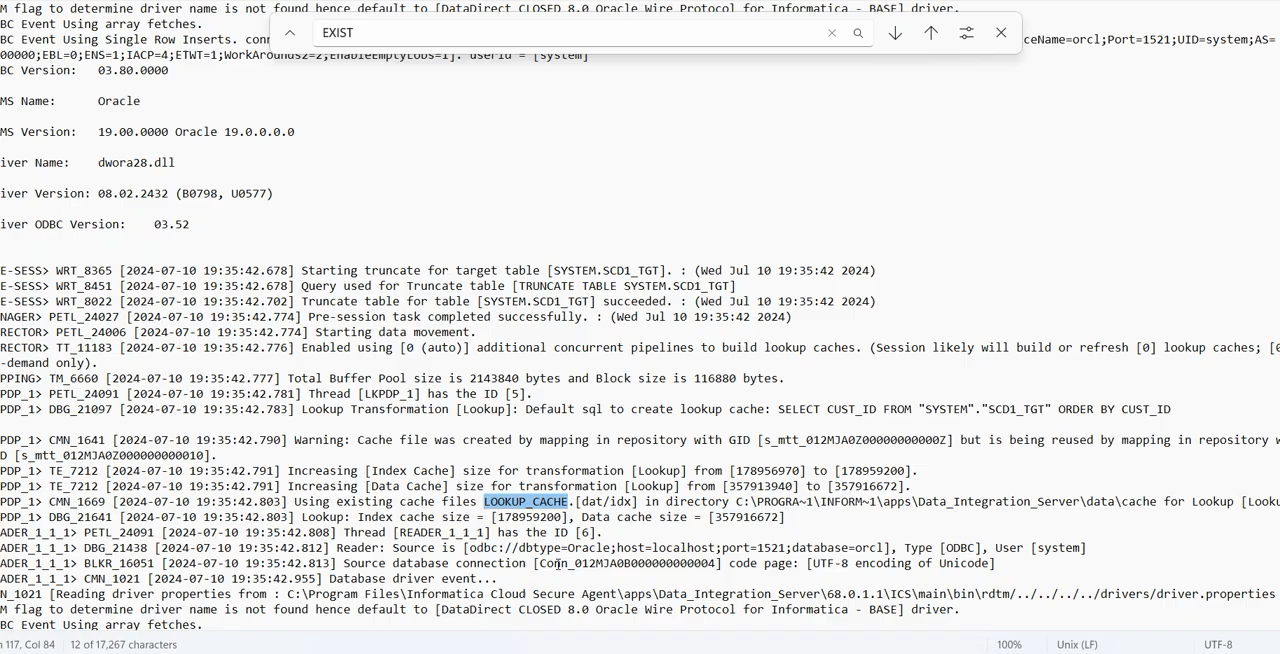 M flag to determine driver name is not found hence default to [DataDirect CLOSED 8.0 Oracle Wire Protocol for Informatica - BASE] driver.
BC Event Using array fetches.
EXIST
BC Event Using Single Row Inserts: conn ceName=orcl;Port=1521;UID=system;AS=
00000;EBL=0;ENS=1;IACP=4;ETWT=1;WorkArounds2=2;EnableEmptyLobs=1]. userid = [system]
BC Version:   03.80.0000
MS Name:      Oracle
MS Version:   19.00.0000 Oracle 19.0.0.0.0
iver Name:    dwora28.dll
iver Version: 08.02.2432 (B0798, U0577)
iver ODBC Version:    03.52
E-SESS> WRT_8365 [2024-07-10 19:35:42.678] Starting truncate for target table [SYSTEM.SCD1_TGT]. : (Wed Jul 10 19:35:42 2024)
E-SESS> WRT_8451 [2024-07-10 19:35:42.678] Query used for Truncate table [TRUNCATE TABLE SYSTEM.SCD1_TGT]
E-SESS> WRT_8022 [2024-07-10 19:35:42.702] Truncate table for table [SYSTEM.SCD1_TGT] succeeded. : (Wed Jul 10 19:35:42 2024)
NAGER> PETL_24027 [2024-07-10 19:35:42.774] Pre-session task completed successfully. : (Wed Jul 10 19:35:42 2024)
RECTOR> PETL_24006 [2024-07-10 19:35:42.774] Starting data movement.
RECTOR> TT_11183 [2024-07-10 19:35:42.776] Enabled using [0 (auto)] additional concurrent pipelines to build lookup caches. (Session likely will build or refresh [0] lookup caches; [0
-demand only).
PPING> TM_6660 [2024-07-10 19:35:42.777] Total Buffer Pool size is 2143840 bytes and Block size is 116880 bytes.
PDP_1> PETL_24091 [2024-07-10 19:35:42.781] Thread [LKPDP_1] has the ID [5].
PDP_1> DBG_21097 [2024-07-10 19:35:42.783] Lookup Transformation [Lookup]: Default sql to create lookup cache: SELECT CUST_ID FROM "SYSTEM"."SCD1_TGT" ORDER BY CUST_ID
PDP_1> CMN_1641 [2024-07-10 19:35:42.790] Warning: Cache file was created by mapping in repository with GID [s_mtt_012MJA0Z00000000000Z] but is being reused by mapping in repository w
D [s_mtt_012MJA0Z000000000010].
PDP_1> TE_7212 [2024-07-10 19:35:42.791] Increasing [Index Cache] size for transformation [Lookup] from [178956970] to [178959200].
PDP_1> TE_7212 [2024-07-10 19:35:42.791] Increasing [Data Cache] size for transformation [Lookup] from [357913940] to [357916672].
PDP_1> CMN_1669 [2024-07-10 19:35:42.803] Using existing cache files LOOKUP_CACHE.[dat/idx] in directory C:\PROGRA~1\INFORM~1\apps\Data_Integration_Server\data\cache for Lookup [Look
PDP_1> DBG_21641 [2024-07-10 19:35:42.803] Lookup: Index cache size = [178959200], Data cache size = [357916672]
ADER_1_1_1> PETL_24091 [2024-07-10 19:35:42.808] Thread [READER_1_1_1] has the ID [6].
ADER_1_1_1> DBG_21438 [2024-07-10 19:35:42.812] Reader: Source is [odbc://dbtype=Oracle;host=localhost;port=1521;database=orcl], Type [ODBC], User [system]
ADER_1_1_1> BLKR_16051 [2024-07-10 19:35:42.813] Source database connection [Conn_012MJA0B000000000004] code page: [UTF-8 encoding of Unicode]
ADER_1_1_1> CMN_1021 [2024-07-10 19:35:42.955] Database driver event...
N_1021 [Reading driver properties from : C:\Program Files\Informatica Cloud Secure Agent\apps\Data_Integration_Server\68.0.1.1\ICS\main\bin\rdtm/../../../../drivers/driver.properties
M flag to determine driver name is not found hence default to [DataDirect CLOSED 8.0 Oracle Wire Protocol for Informatica - BASE] driver.
BC Event Using array fetches.
n 117, Col 84 12 of 17,267 characters 100% Unix (LF) UTF-8